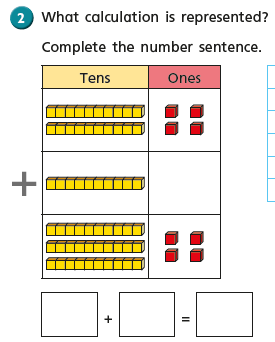 2 What calculation is represented?
Complete the number sentence.
Tens Ones
+
+ =